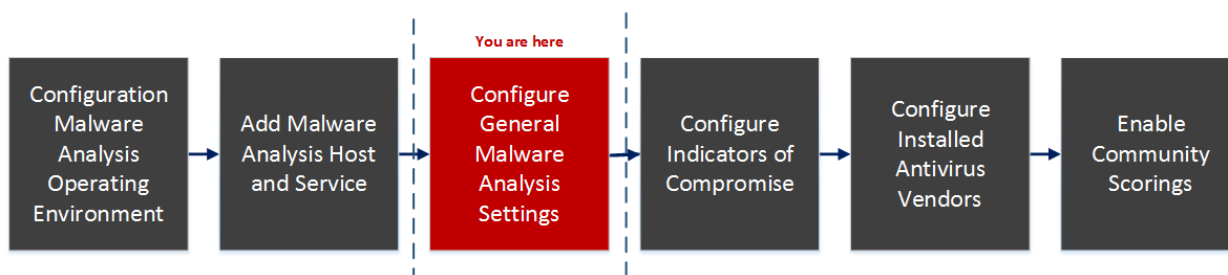 You are here
Configuration
Malware
Analysis
Operating
Environment
Add Malware
Analysis Host
and Service
Configure
General
Malware
Analysis
Settings
Configure
Indicators of
Compromise
Configure
Installed
Antivirus
Vendors
Enable
Community
Scorings